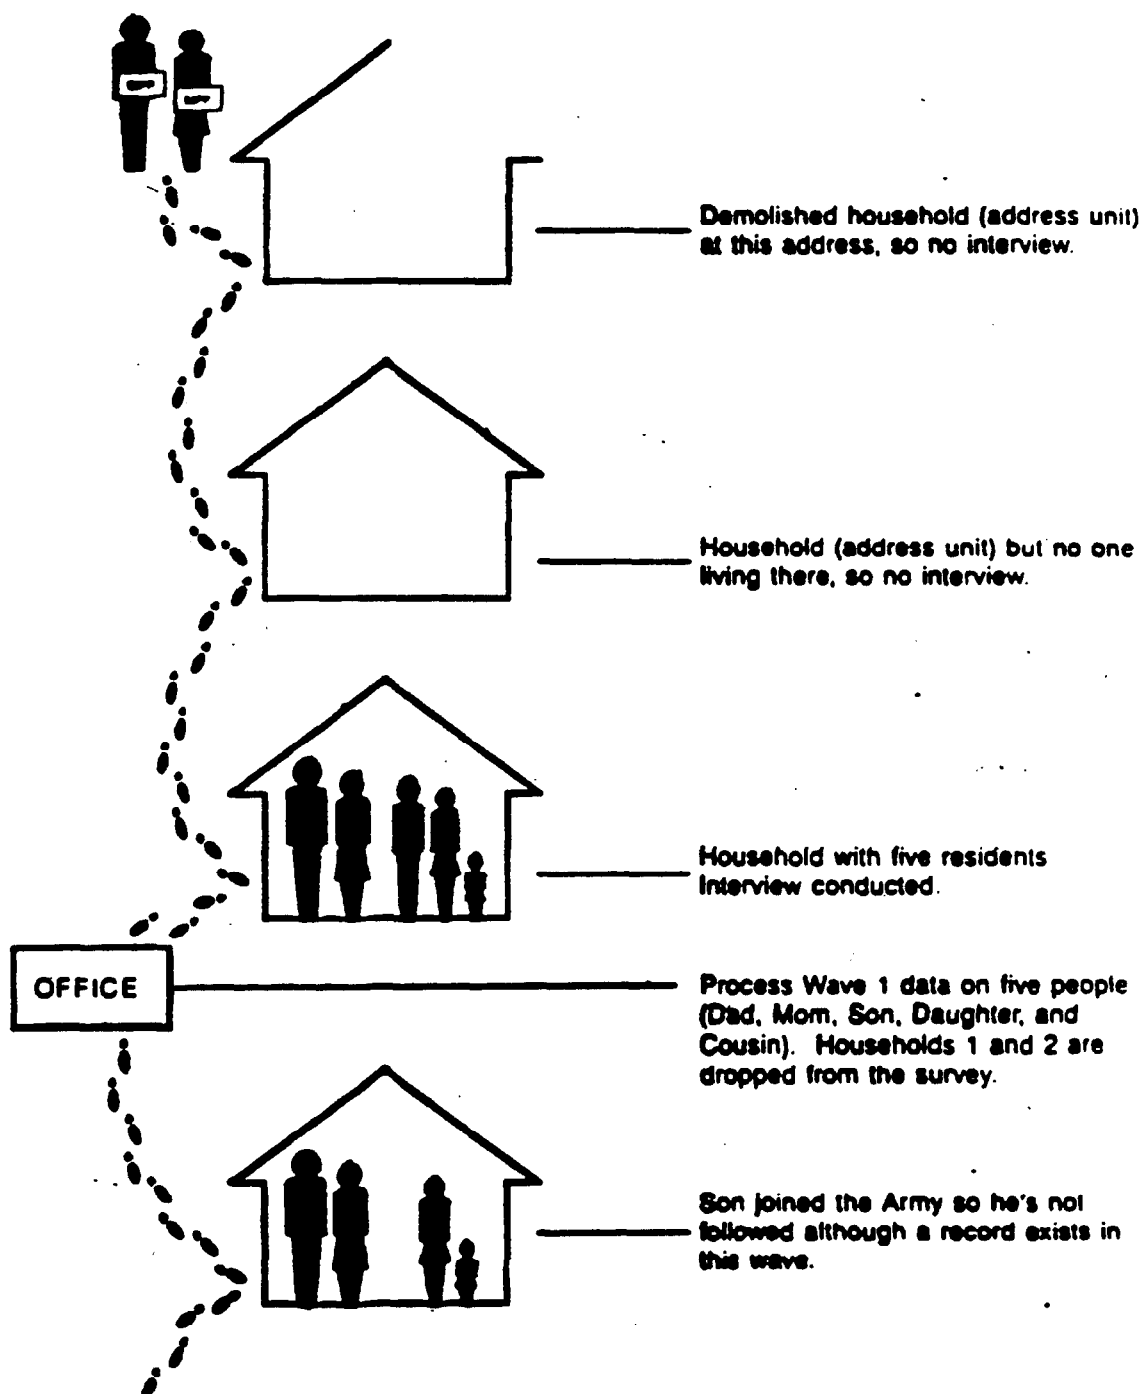 Demolished household (address unit)
at this address, so no interview.
Household (address unit) but no one
living there, so no interview.
Household with five residents
Interview conducted.
OFFICE
Process Wave 1 data on five people
(Dad, Mom, Son, Daughter, and
Cousin). Households 1 and 2 are
dropped from the survey.
Son joined the Army so he's not
followed although a record exists in
this wave.